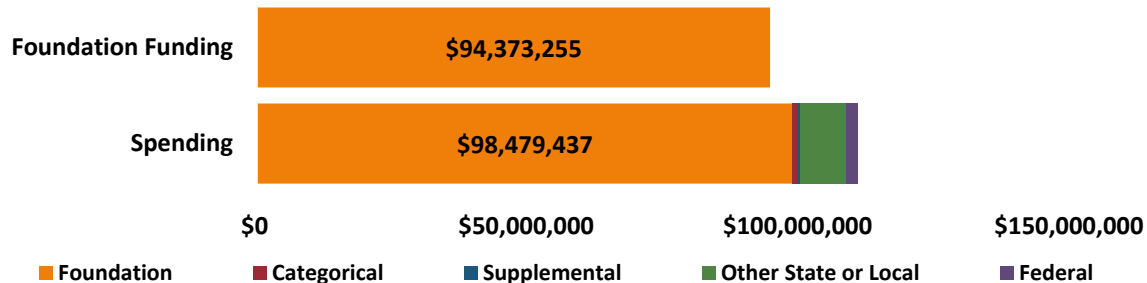 Foundation Funding
$94,373,255
Spending
$98,479,437
$0 $50,000,000 $100,000,000 $150,000,000
Foundation Categorical Supplemental Other State or Local Federal